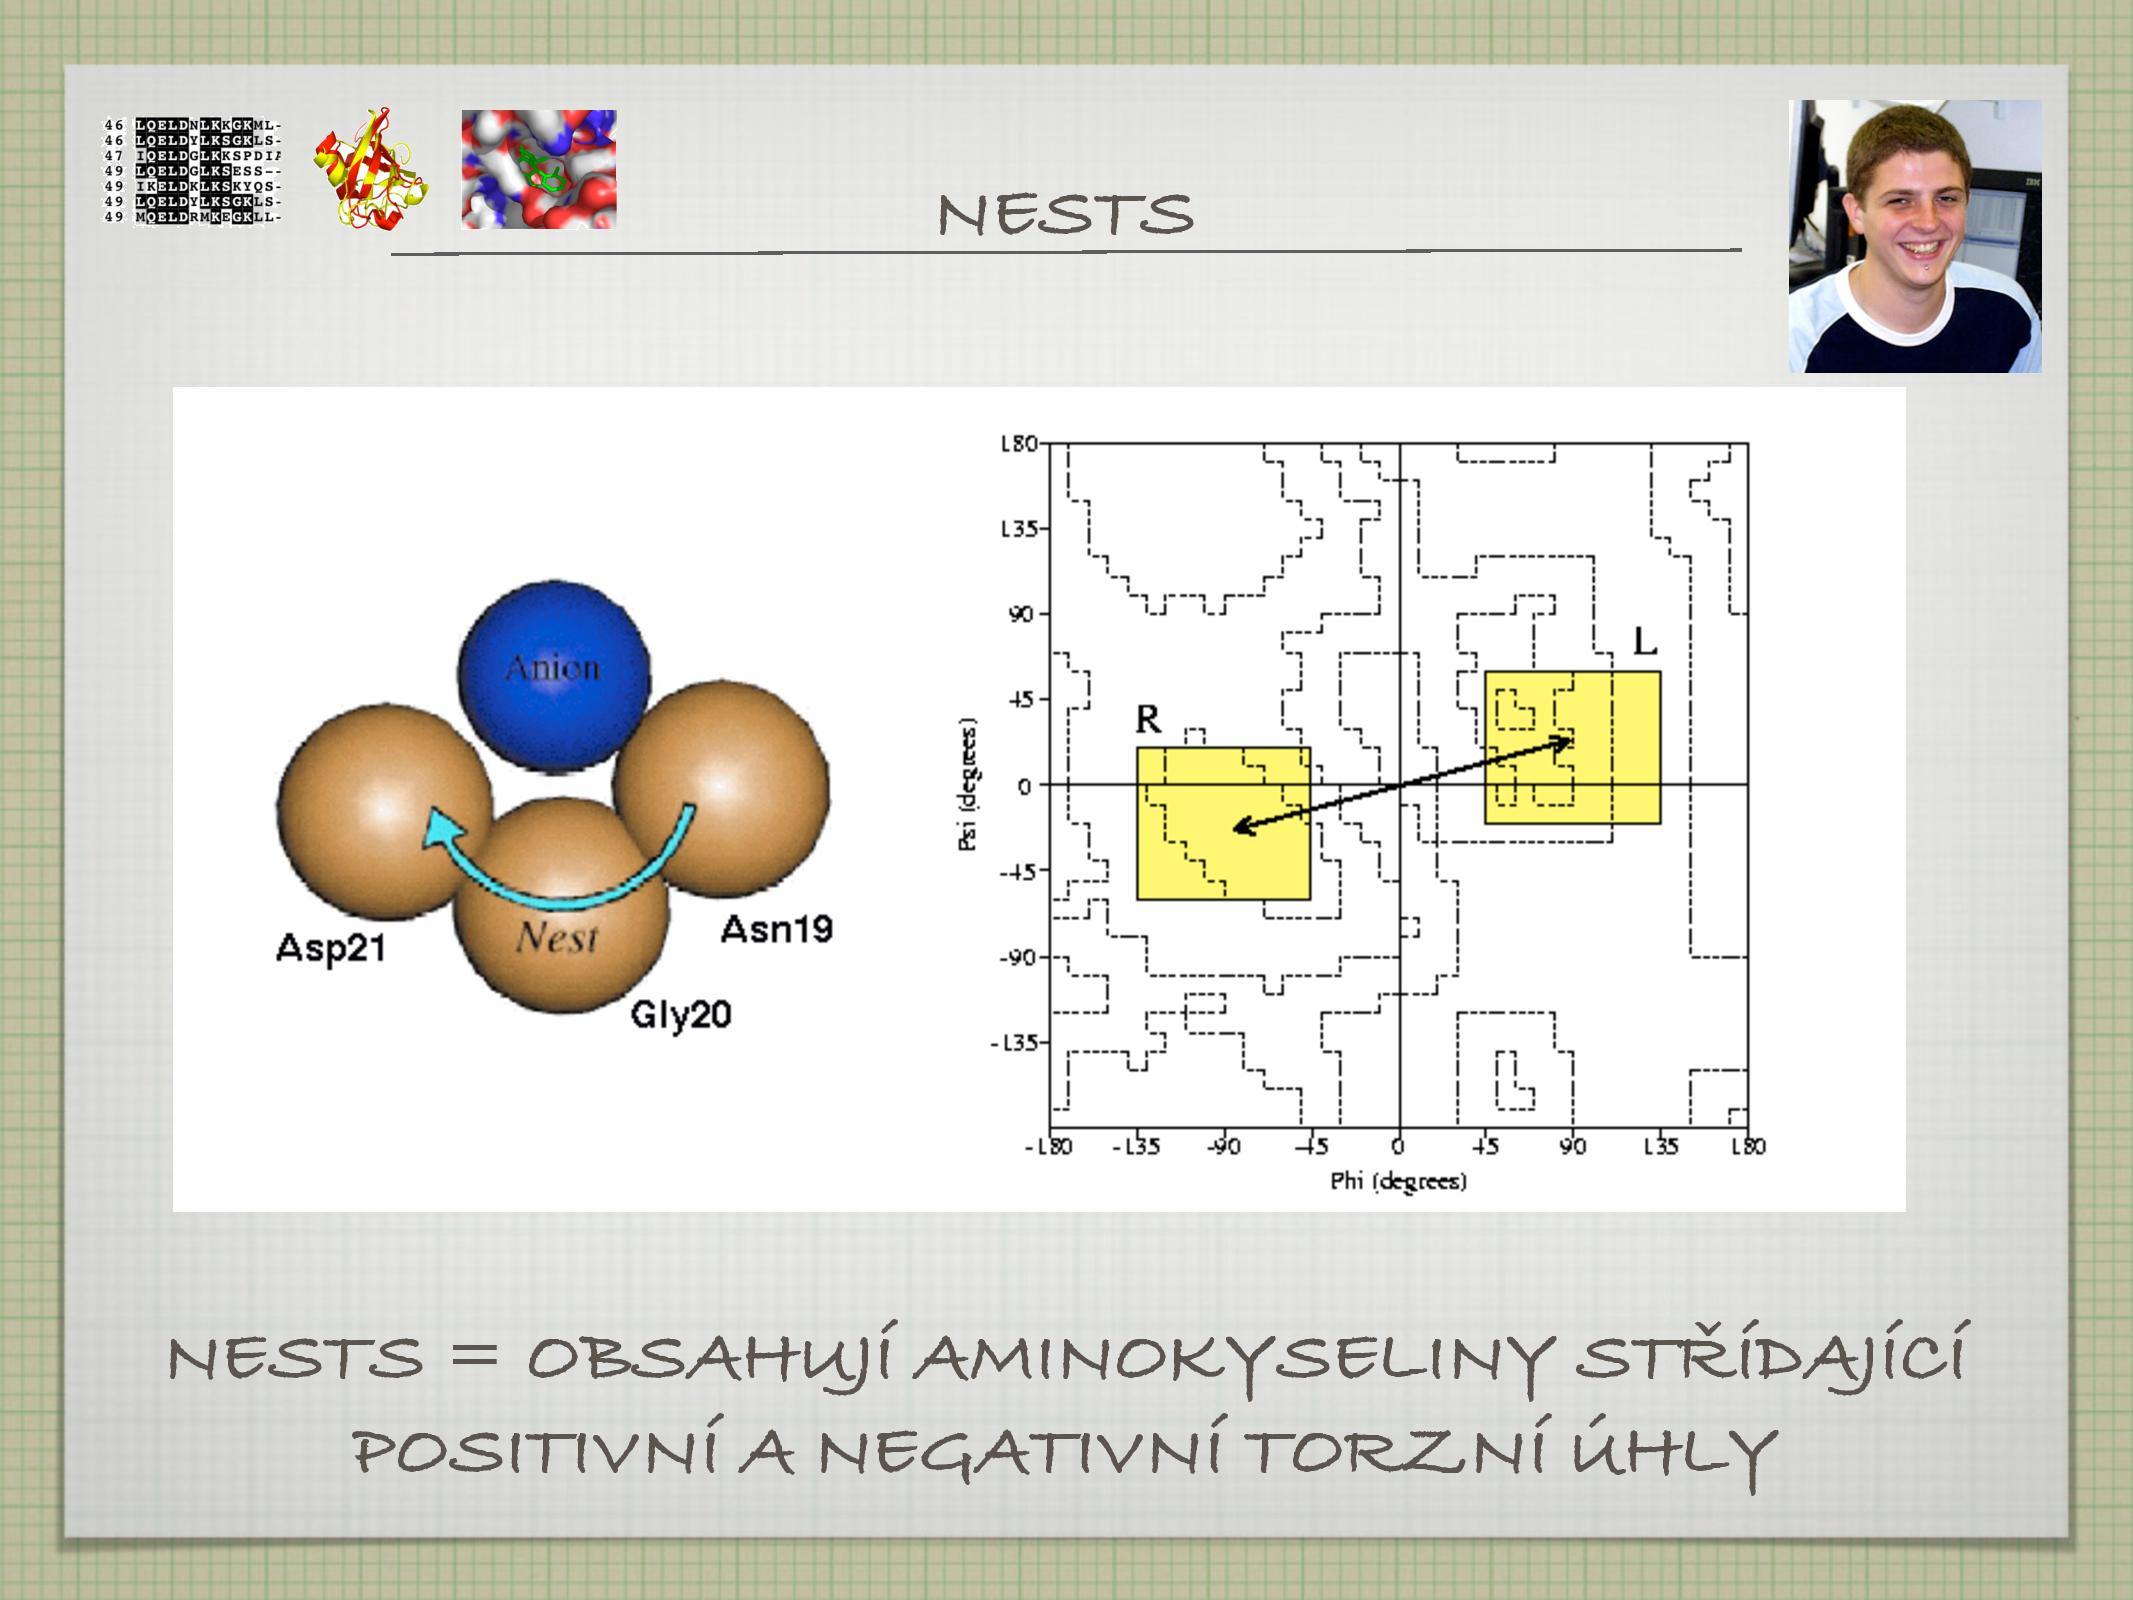 46 LQELDNLKKGKML-
46 LQELDYLKSGKLS-
47 IQELDGLKKSPDIA
49 LQELDGLKSESS--
49 IKELDKLKSKYQS-
49 LQELDYLKSGKLS-
49 MQELDRMKEGKLL-
NESTS
IBM
Anion
Nest
Asp21
Asn19
Gly20
180
135
90
45
0
-45
-90
-135
R
L
Psi (degrees)
-180 -135 -90 -45 0 45 90 135 180
Phi (degrees)
NESTS = OBSAHUJÍ AMINOKYSELINY STŘÍDAJÍCÍ
POSITIVNÍ A NEGATIVNÍ TORZNÍ ÚHLY